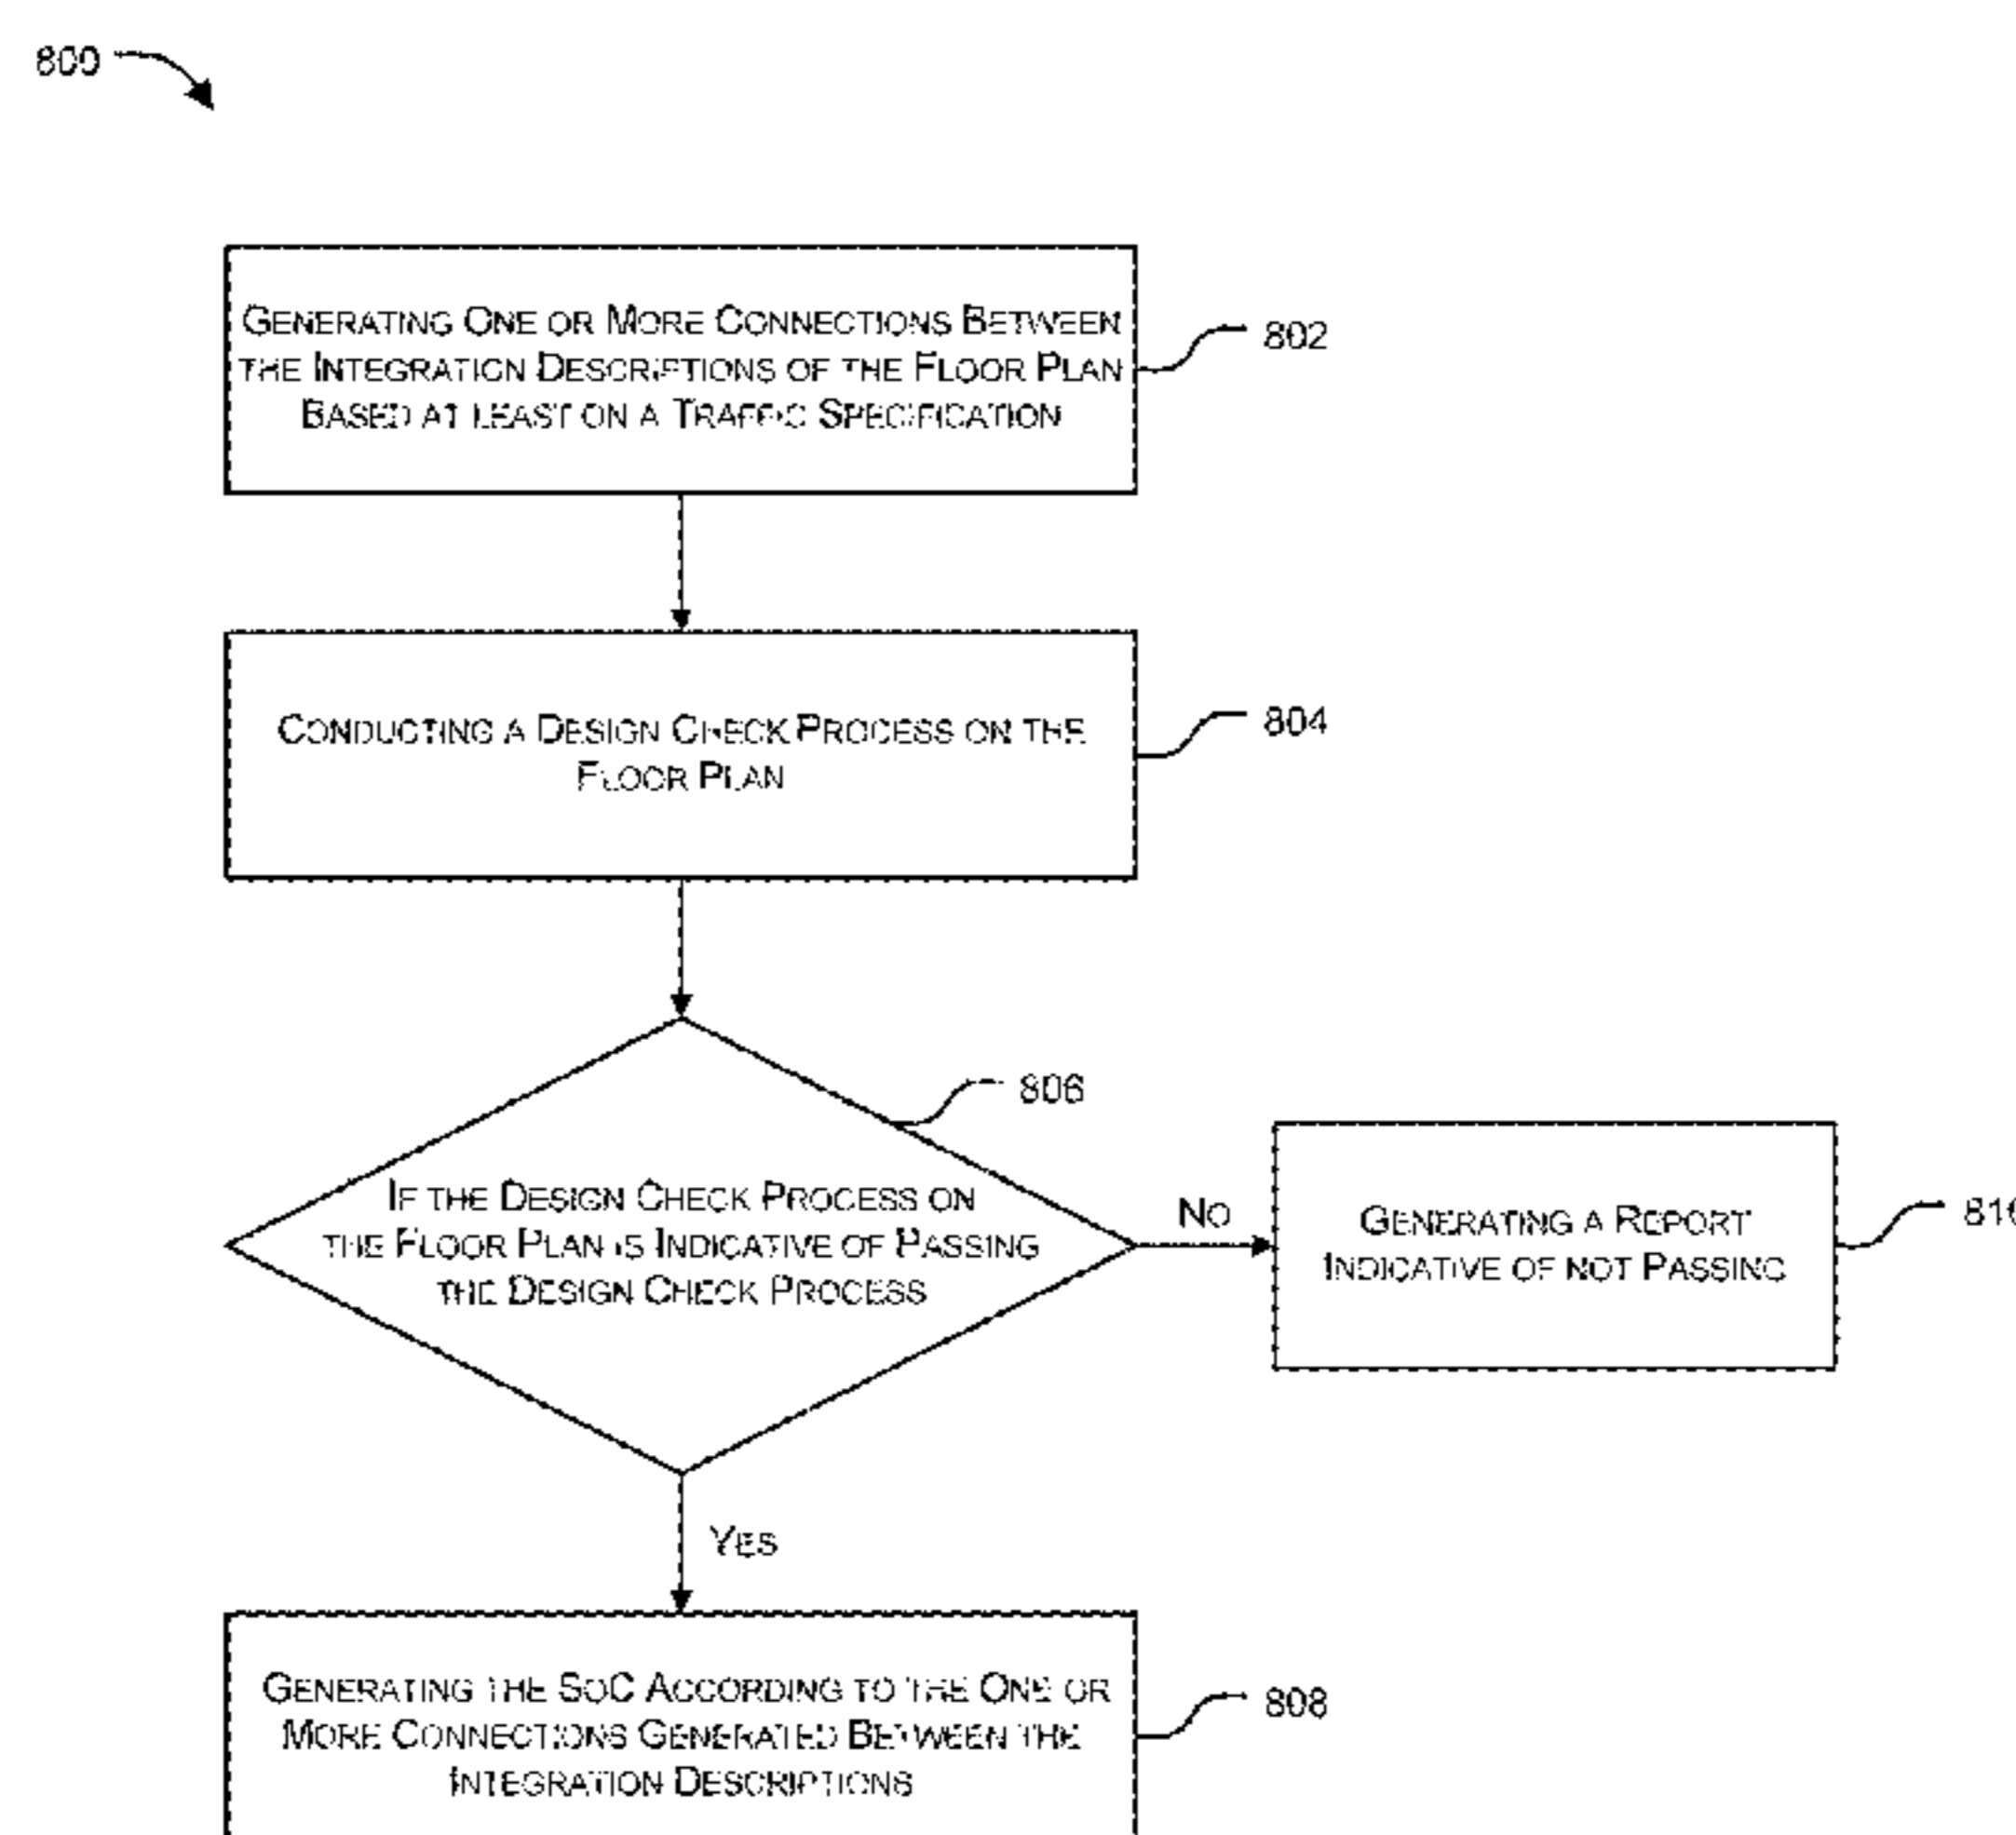 800
GENERATING ONE OR MORE CONNECTIONS BETWEEN
THE INTEGRATION DESCRIPTIONS OF THE FLOOR PLAN
BASED AT LEAST ON A TRAFFIC SPECIFICATION
802
CONDUCTING A DESIGN CHECK PROCESS ON THE
FLOOR PLAN
804
806
IF THE DESIGN CHECK PROCESS ON
THE FLOOR PLAN IS INDICATIVE OF PASSING
THE DESIGN CHECK PROCESS
NO
GENERATING A REPORT
INDICATIVE OF NOT PASSING
810
YES
GENERATING THE SOC ACCORDING TO THE ONE OR
MORE CONNECTIONS GENERATED BETWEEN THE
INTEGRATION DESCRIPTIONS
808